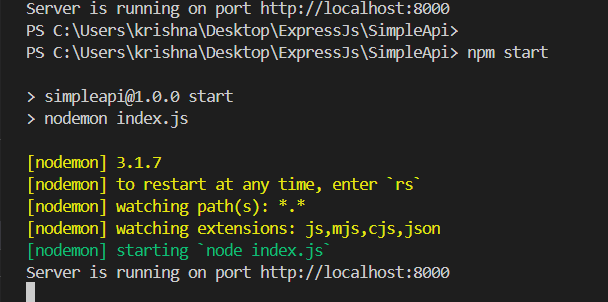 Server is running on port http://localhost:8000
PS C:\Users\krishna\Desktop\ExpressJs\SimpleApi>
PS C:\Users\krishna\Desktop\ExpressJs\SimpleApi> npm start
> simpleapi@1.0.0 start
> nodemon index.js
[nodemon] 3.1.7
[nodemon] to restart at any time, enter `rs`
[nodemon] watching path(s): *.*
[nodemon] watching extensions: js,mjs,cjs,json
[nodemon] starting `node index.js`
Server is running on port http://localhost:8000